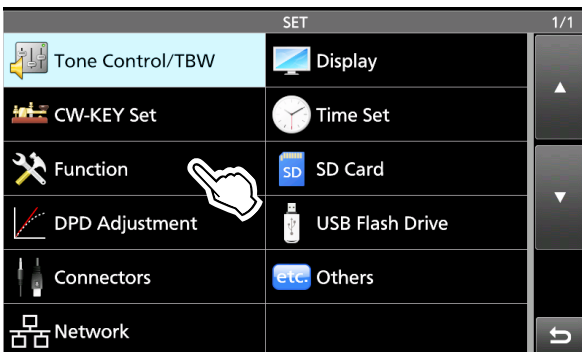 SET 1/1
Tone Control/TBW Display
CW-KEY Set Time Set
Function SD SD Card
DPD Adjustment USB Flash Drive
Connectors etc. Others
Network